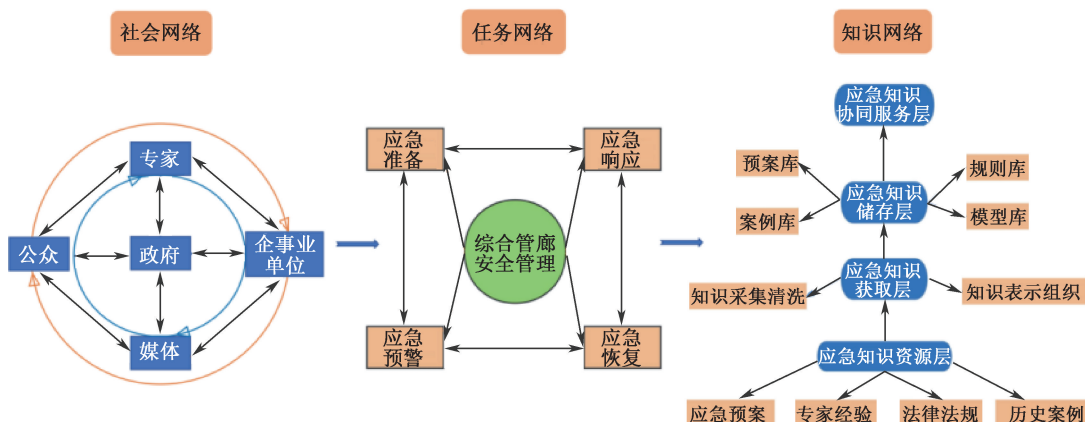 社会网络
任务网络
知识网络
专家
公众
政府
企事业
单位
媒体
应急
准备
应急
响应
综合管廊
安全管理
应急
预警
应急
恢复
应急知识
协同服务层
预案库
规则库
应急知识
储存层
案例库
模型库
应急知识
获取层
知识采集清洗
知识表示组织
应急知识资源层
应急预案
专家经验
法律法规
历史案例